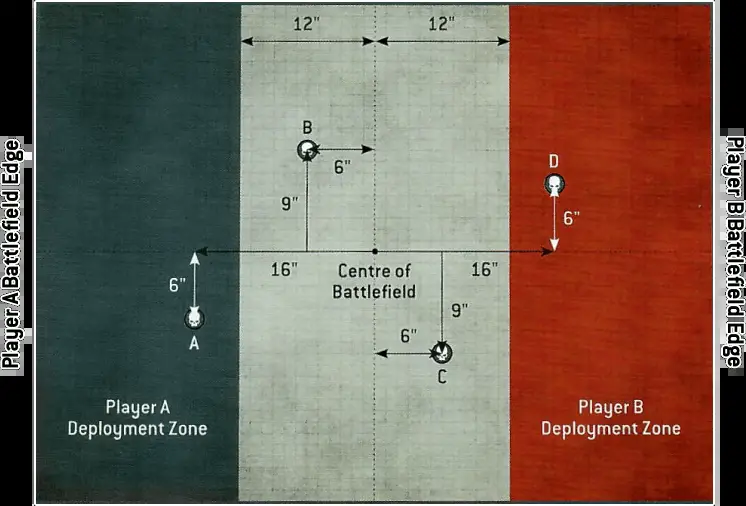 12"
12"
B
6"
D
9"
6"
Player A Battlefield Edge
Player B Battlefield Edge
16"
Centre of
Battlefield
16"
6"
9"
6"
A
C
Player A
Deployment Zone
Player B
Deployment Zone